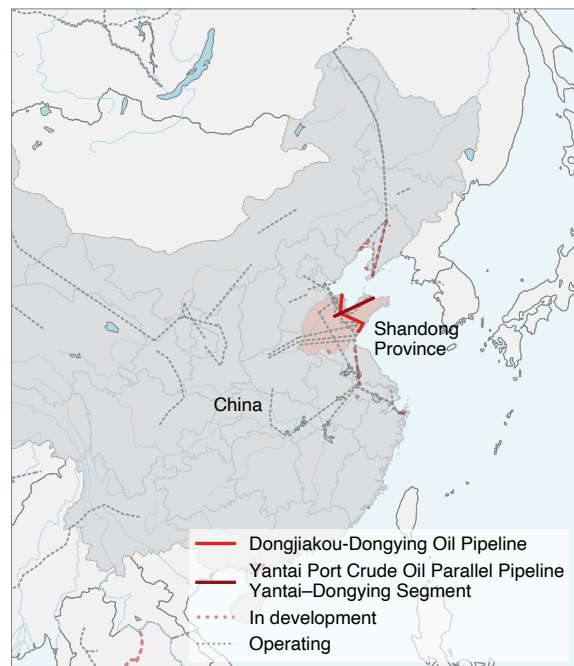 Shandong
Province
China
Dongjiakou-Dongying Oil Pipeline
Yantai Port Crude Oil Parallel Pipeline
Yantai–Dongying Segment
In development
Operating